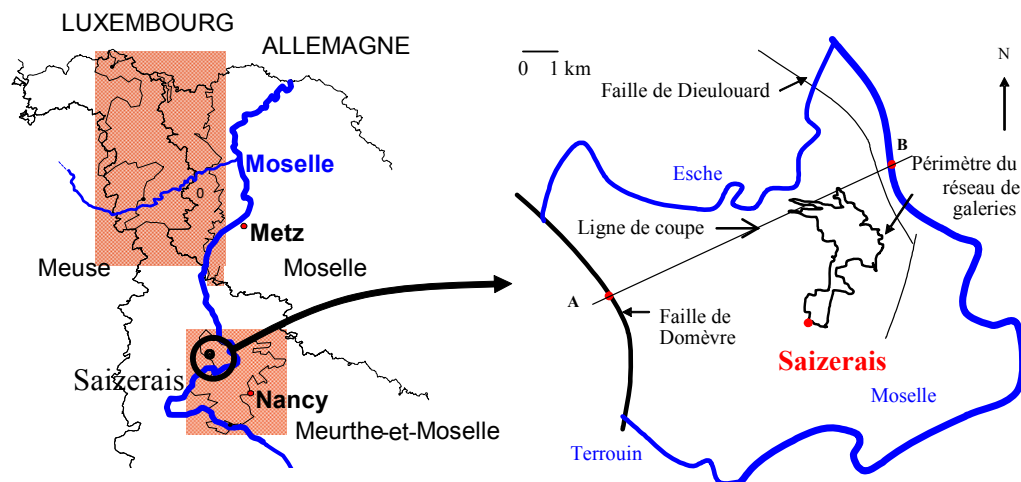 LUXEMBOURG
ALLEMAGNE
Moselle
Metz
Meuse
Moselle
Saizerais
Nancy
Meurthe-et-Moselle
0 1 km
N
Faille de Dieulouard
B
Périmètre du
réseau de
galeries
Esche
Ligne de coupe
A
Faille de
Domèvre
Saizerais
Moselle
Terrouin